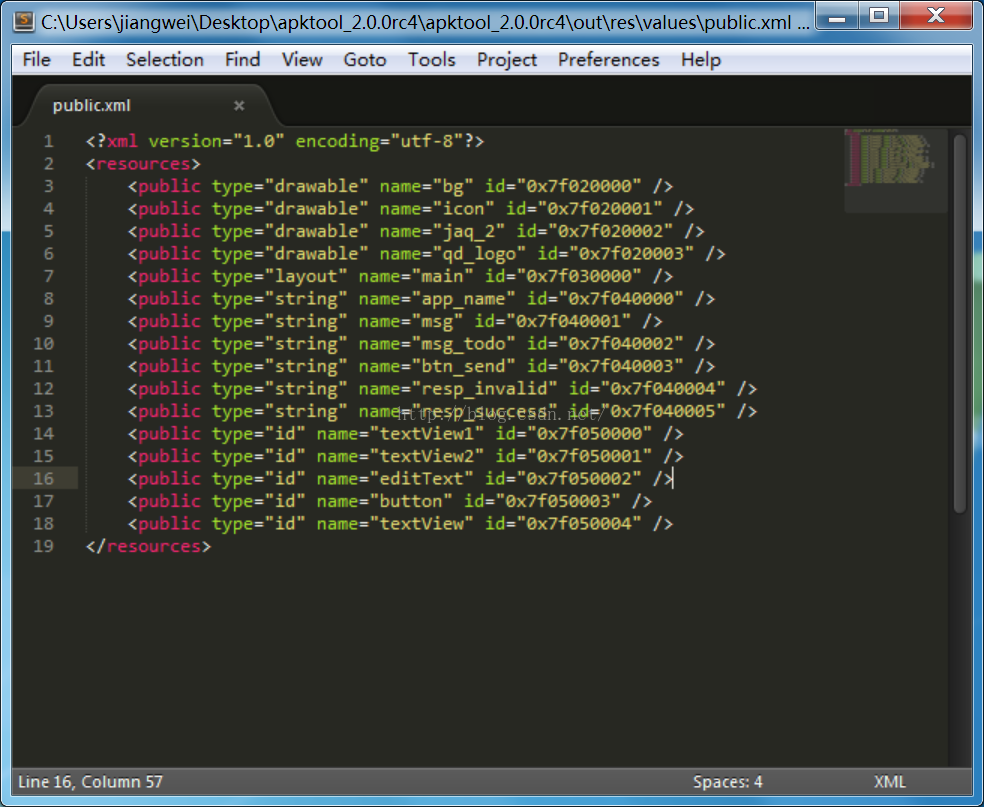 C:\Users\jiangwei\Desktop\apktool_2.0.0rc4\apktool_2.0.0rc4\out\res\values\public.xml ...
File Edit Selection Find View Goto Tools Project Preferences Help
public.xml ×
1 <?xml version="1.0" encoding="utf-8"?>
2 <resources>
3 <public type="drawable" name="bg" id="0x7f020000" />
4 <public type="drawable" name="icon" id="0x7f020001" />
5 <public type="drawable" name="jaq_2" id="0x7f020002" />
6 <public type="drawable" name="qd_logo" id="0x7f020003" />
7 <public type="layout" name="main" id="0x7f030000" />
8 <public type="string" name="app_name" id="0x7f040000" />
9 <public type="string" name="msg" id="0x7f040001" />
10 <public type="string" name="msg_todo" id="0x7f040002" />
11 <public type="string" name="btn_send" id="0x7f040003" />
12 <public type="string" name="resp_invalid" id="0x7f040004" />
13 <public type="string" name="resp_success" id="0x7f040005" />
http://blog.csdn.net/
14 <public type="id" name="textView1" id="0x7f050000" />
15 <public type="id" name="textView2" id="0x7f050001" />
16 <public type="id" name="editText" id="0x7f050002" />
17 <public type="id" name="button" id="0x7f050003" />
18 <public type="id" name="textView" id="0x7f050004" />
19 </resources>
Line 16, Column 57 Spaces: 4 XML